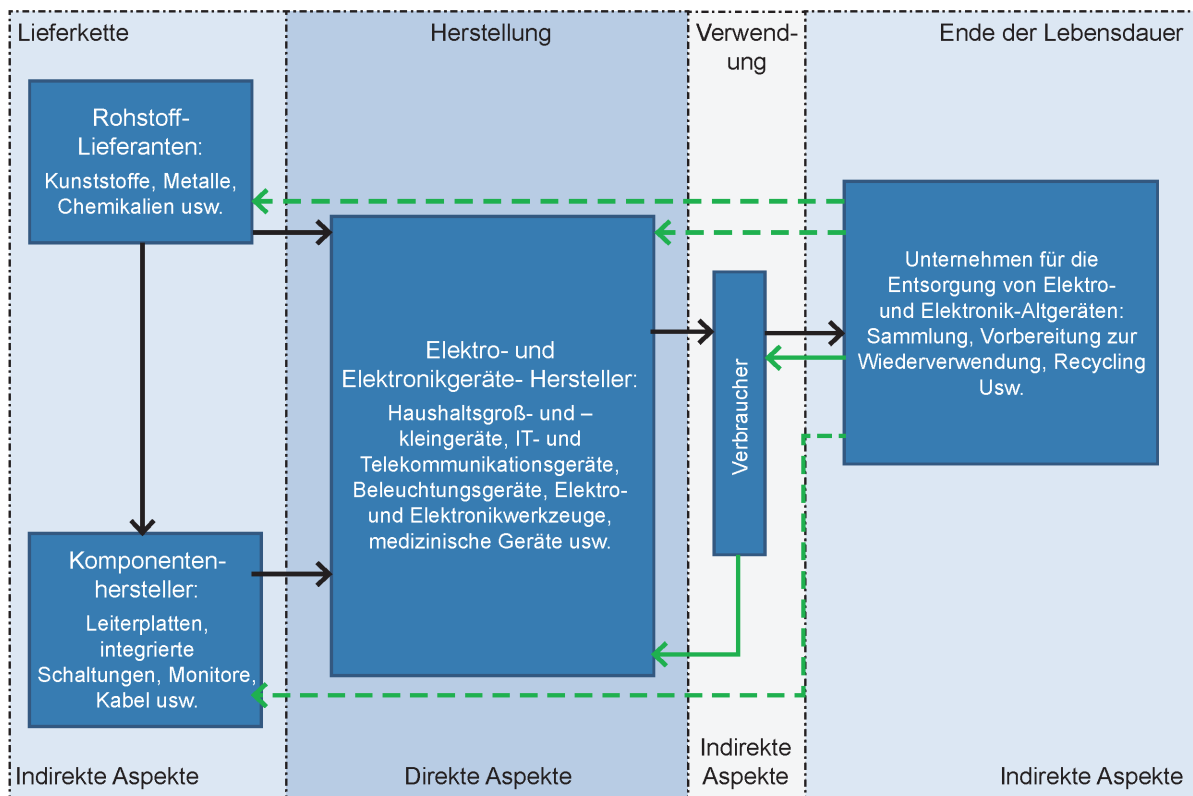 Lieferkette
Herstellung
Verwend-
ung
Ende der Lebensdauer
Rohstoff-
Lieferanten:
Kunststoffe, Metalle,
Chemikalien usw.
Komponenten-
hersteller:
Leiterplatten,
integrierte
Schaltungen, Monitore,
Kabel usw.
Elektro- und
Elektronikgeräte- Hersteller:
Haushaltsgroß- und –
kleingeräte, IT- und
Telekommunikationsgeräte,
Beleuchtungsgeräte, Elektro-
und Elektronikwerkzeuge,
medizinische Geräte usw.
Verbraucher
Unternehmen für die
Entsorgung von Elektro-
und Elektronik-Altgeräten:
Sammlung, Vorbereitung zur
Wiederverwendung, Recycling
Usw.
Indirekte Aspekte
Direkte Aspekte
Indirekte
Aspekte
Indirekte Aspekte